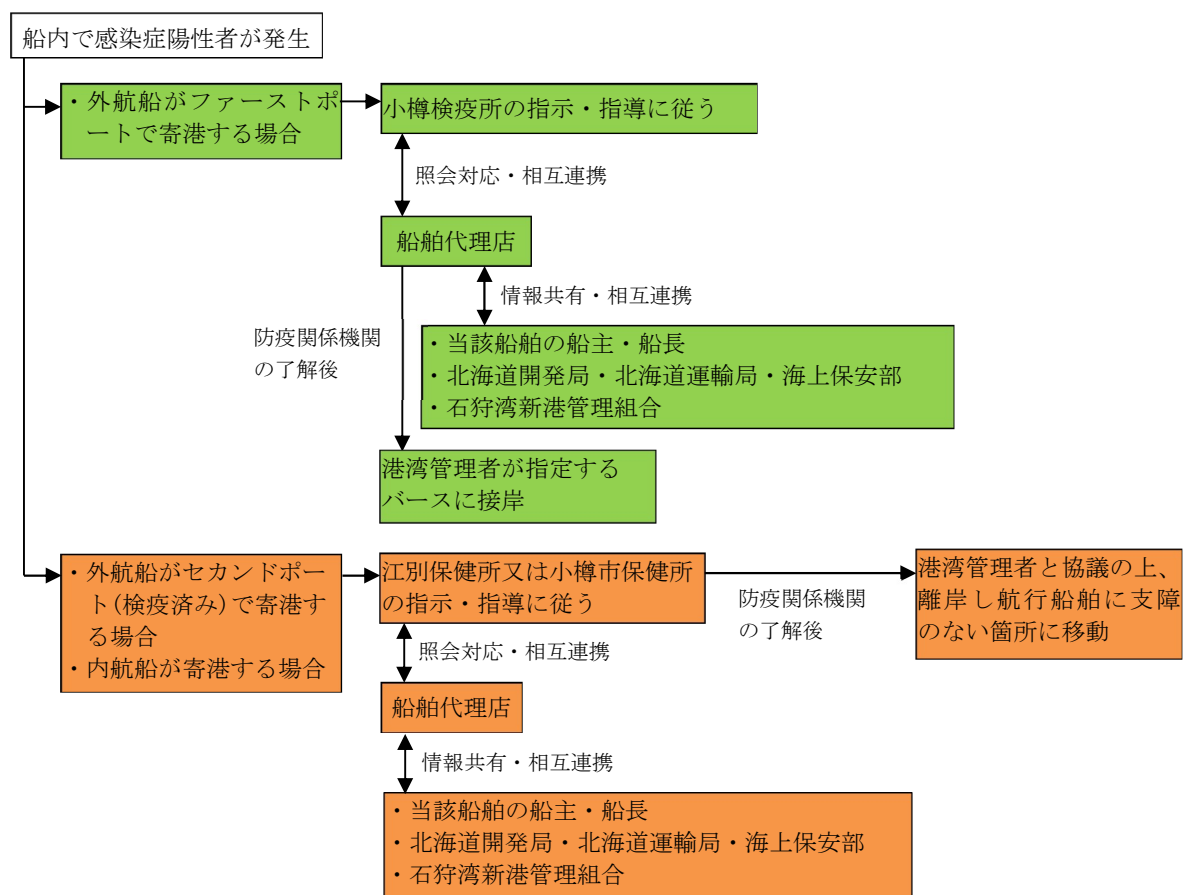 船内で感染症陽性者が発生
・外航船がファーストポ
ートで寄港する場合
小樽検疫所の指示・指導に従う
照会対応・相互連携
船舶代理店
情報共有・相互連携
防疫関係機関
の了解後
・当該船舶の船主・船長
・北海道開発局・北海道運輸局・海上保安部
・石狩湾新港管理組合
港湾管理者が指定する
バースに接岸
・外航船がセカンドポー
ト(検疫済み)で寄港す
る場合
・内航船が寄港する場合
江別保健所又は小樽市保健所
の指示・指導に従う
防疫関係機関
の了解後
港湾管理者と協議の上、
離岸し航行船舶に支障
のない箇所に移動
照会対応・相互連携
船舶代理店
情報共有・相互連携
・当該船舶の船主・船長
・北海道開発局・北海道運輸局・海上保安部
・石狩湾新港管理組合